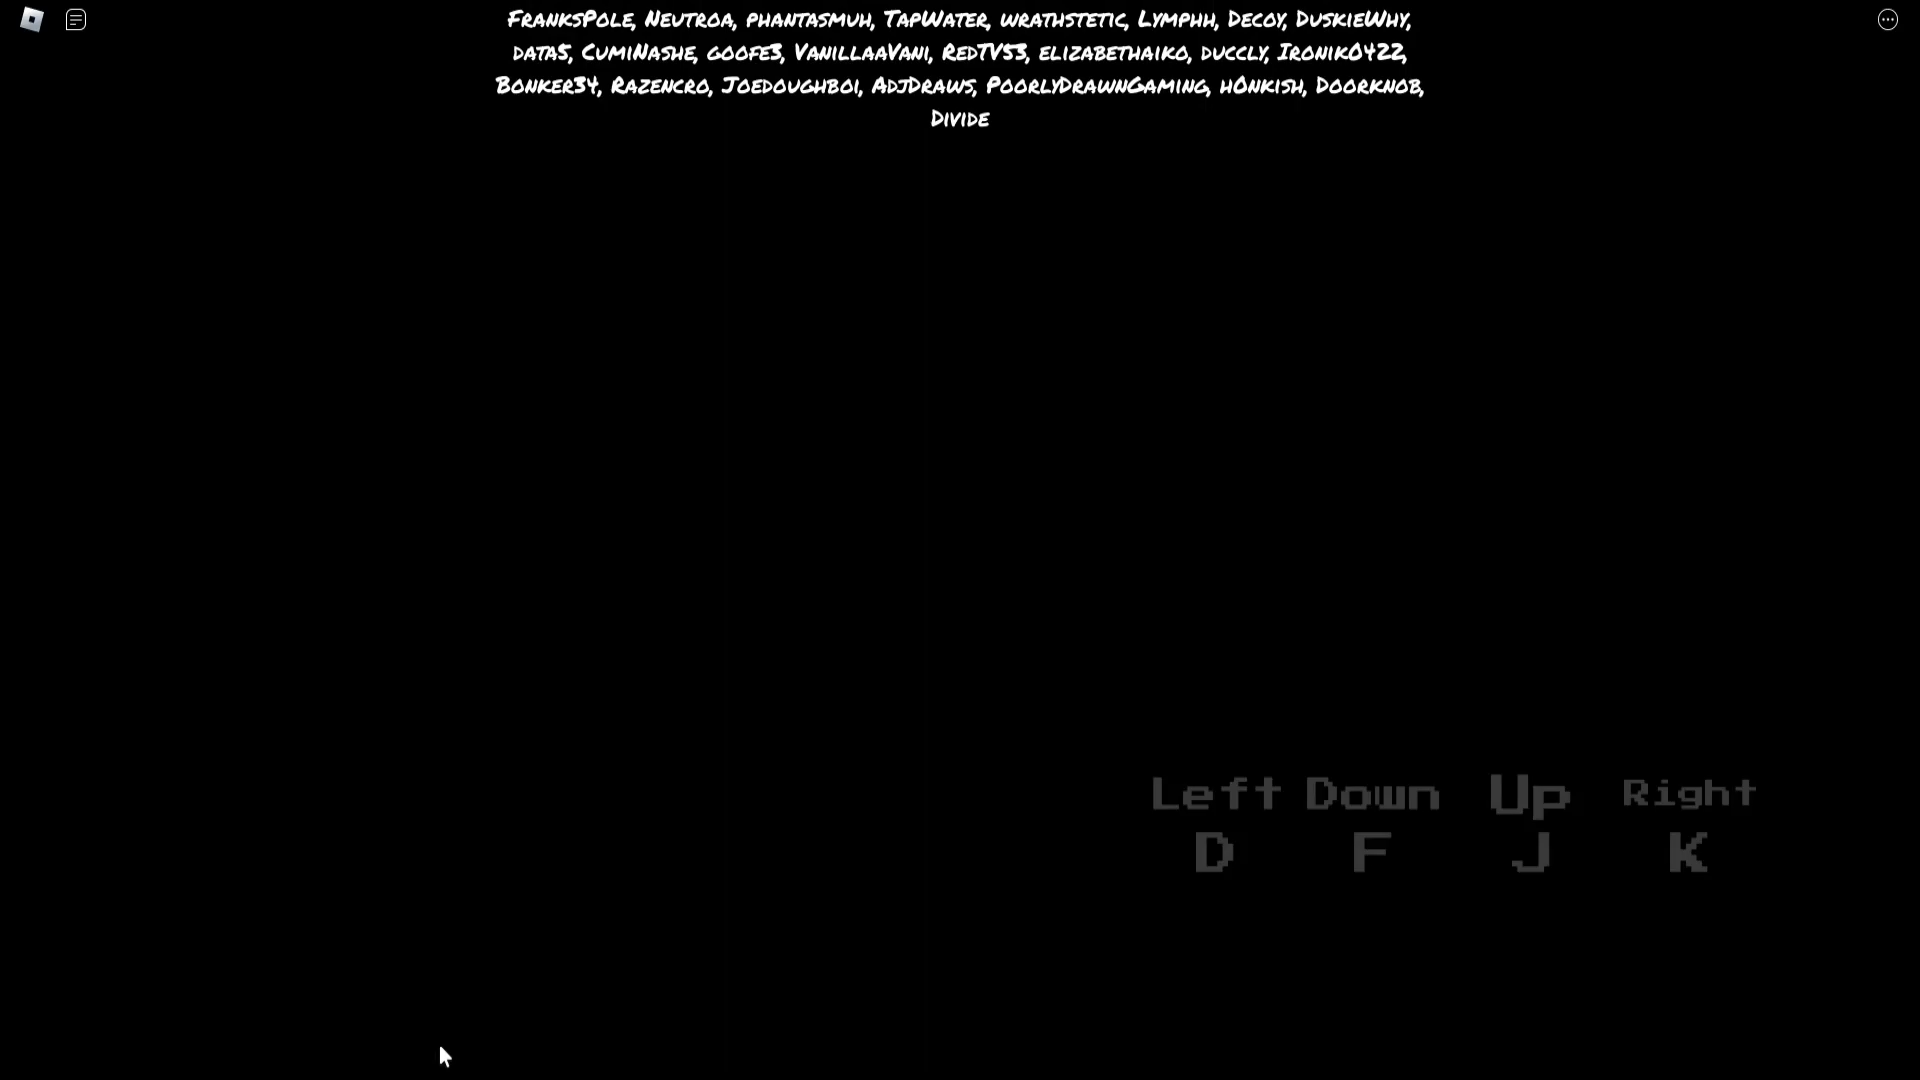 FranksPole, Neutroa, phantasmuh, TapWater, wrathstetic, Lymphh, Decoy, DuskieWhy,
data5, CumiNashe, goofe3, VanillaaVani, RedTV53, elizabethaiko, duccly, Ironik0422,
Bonker34, Razencro, Joedoughboi, AdjDraws, PoorlyDrawnGaming, h0nkish, Doorknob,
Divide
Left Down Up Right
D F J K